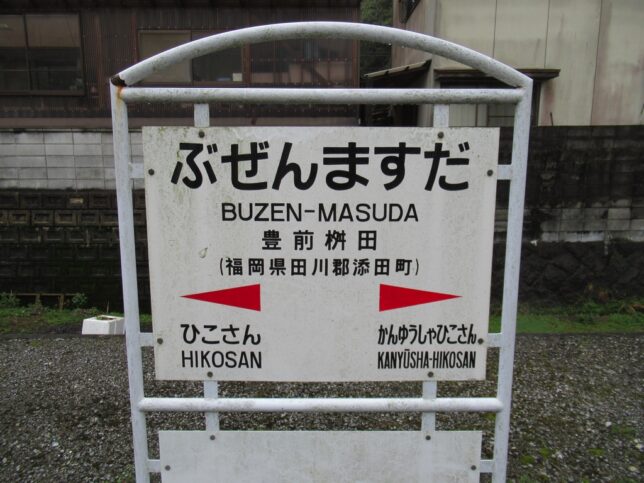 ぶぜんますだ
BUZEN-MASUDA
豊前桝田
(福岡県田川郡添田町)
ひこさん かんゆうしゃひこさん
HIKOSAN KANYŪSHA-HIKOSAN